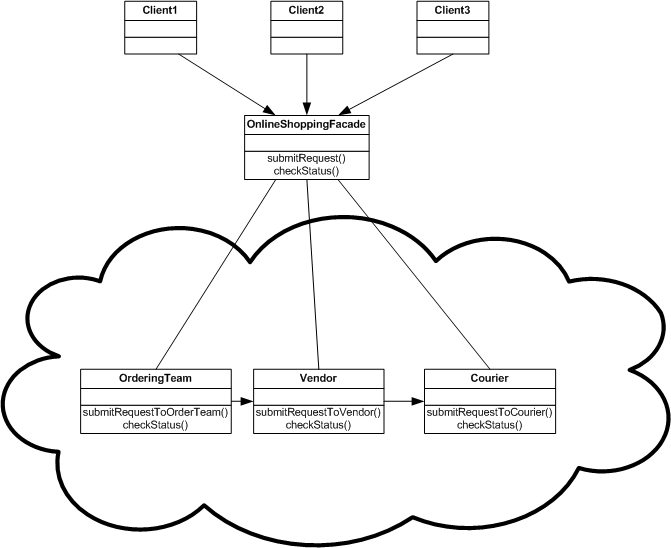 Client1
Client2
Client3
OnlineShoppingFacade
submitRequest()
checkStatus()
OrderingTeam
submitRequestToOrderTeam()
checkStatus()
Vendor
submitRequestToVendor()
checkStatus()
Courier
submitRequestToCourier()
checkStatus()